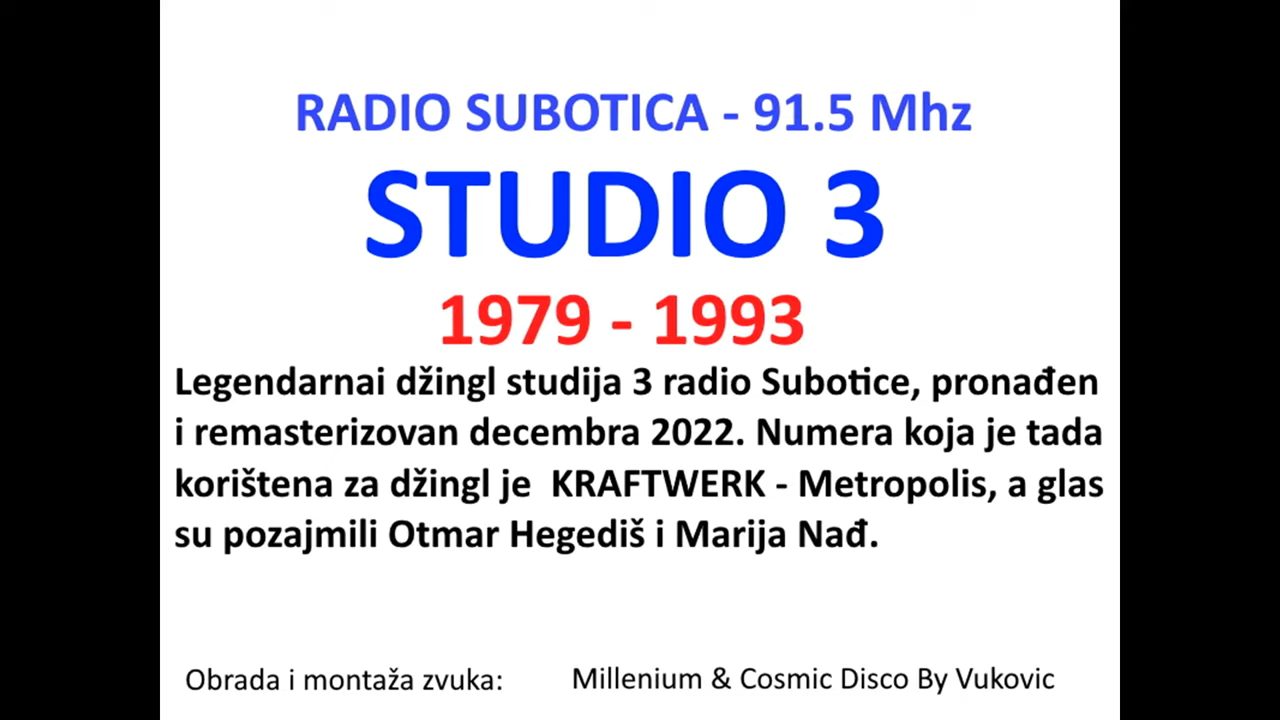 RADIO SUBOTICA - 91.5 Mhz
STUDIO 3
1979 - 1993
Legendarnai džingl studija 3 radio Subotice, pronađen
i remasterizovan decembra 2022. Numera koja je tada
korištena za džingl je  KRAFTWERK - Metropolis, a glas
su pozajmili Otmar Hegediš i Marija Nađ.
Obrada i montaža zvuka: Millenium & Cosmic Disco By Vukovic